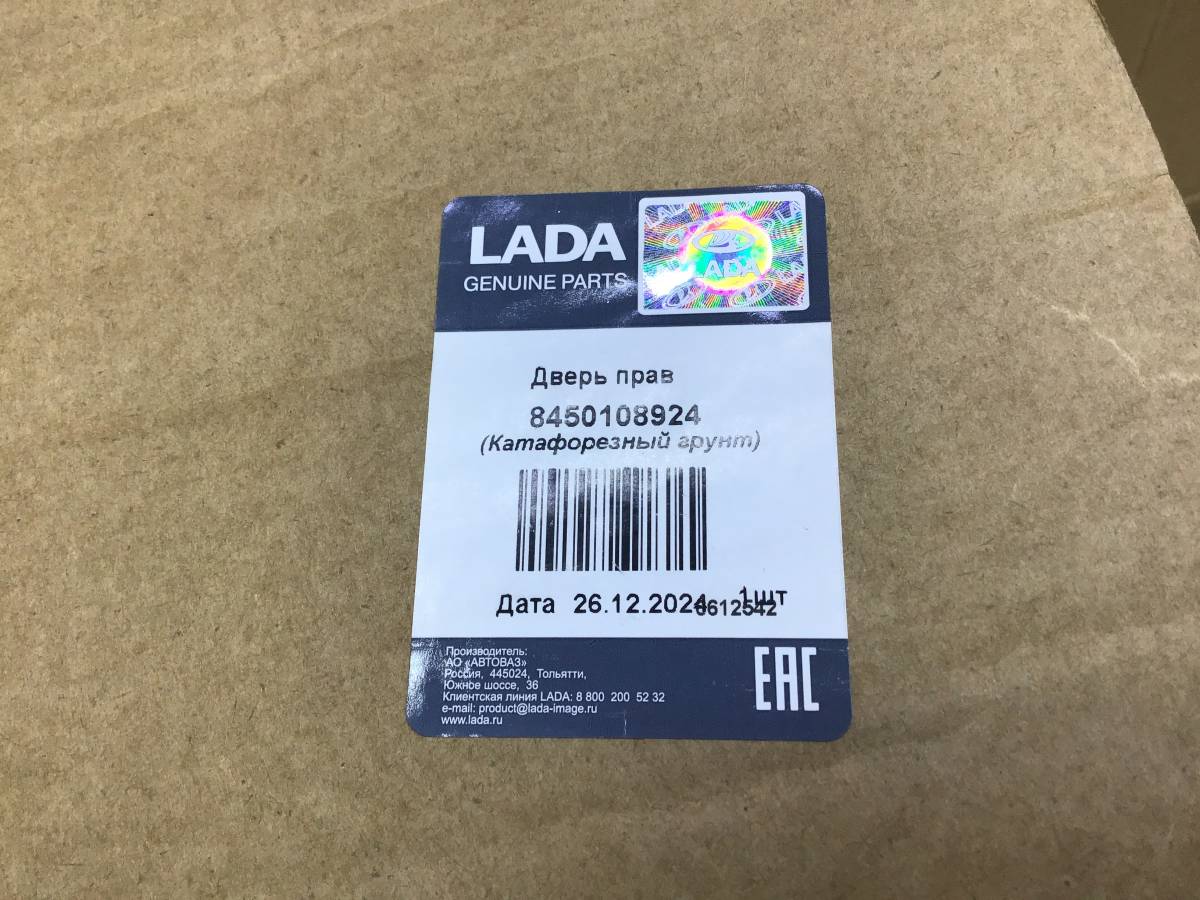 LADA
GENUINE PARTS
LADA
Дверь прав
8450108924
(Катафорезный грунт)
Дата 26.12.2024 1шт
6612542
Производитель:
АО «АВТОВАЗ»
Россия, 445024, Тольятти,
Южное шоссе, 36
Клиентская линия LADA: 8 800 200 52 32
e-mail: product@lada-image.ru
www.lada.ru
EAC